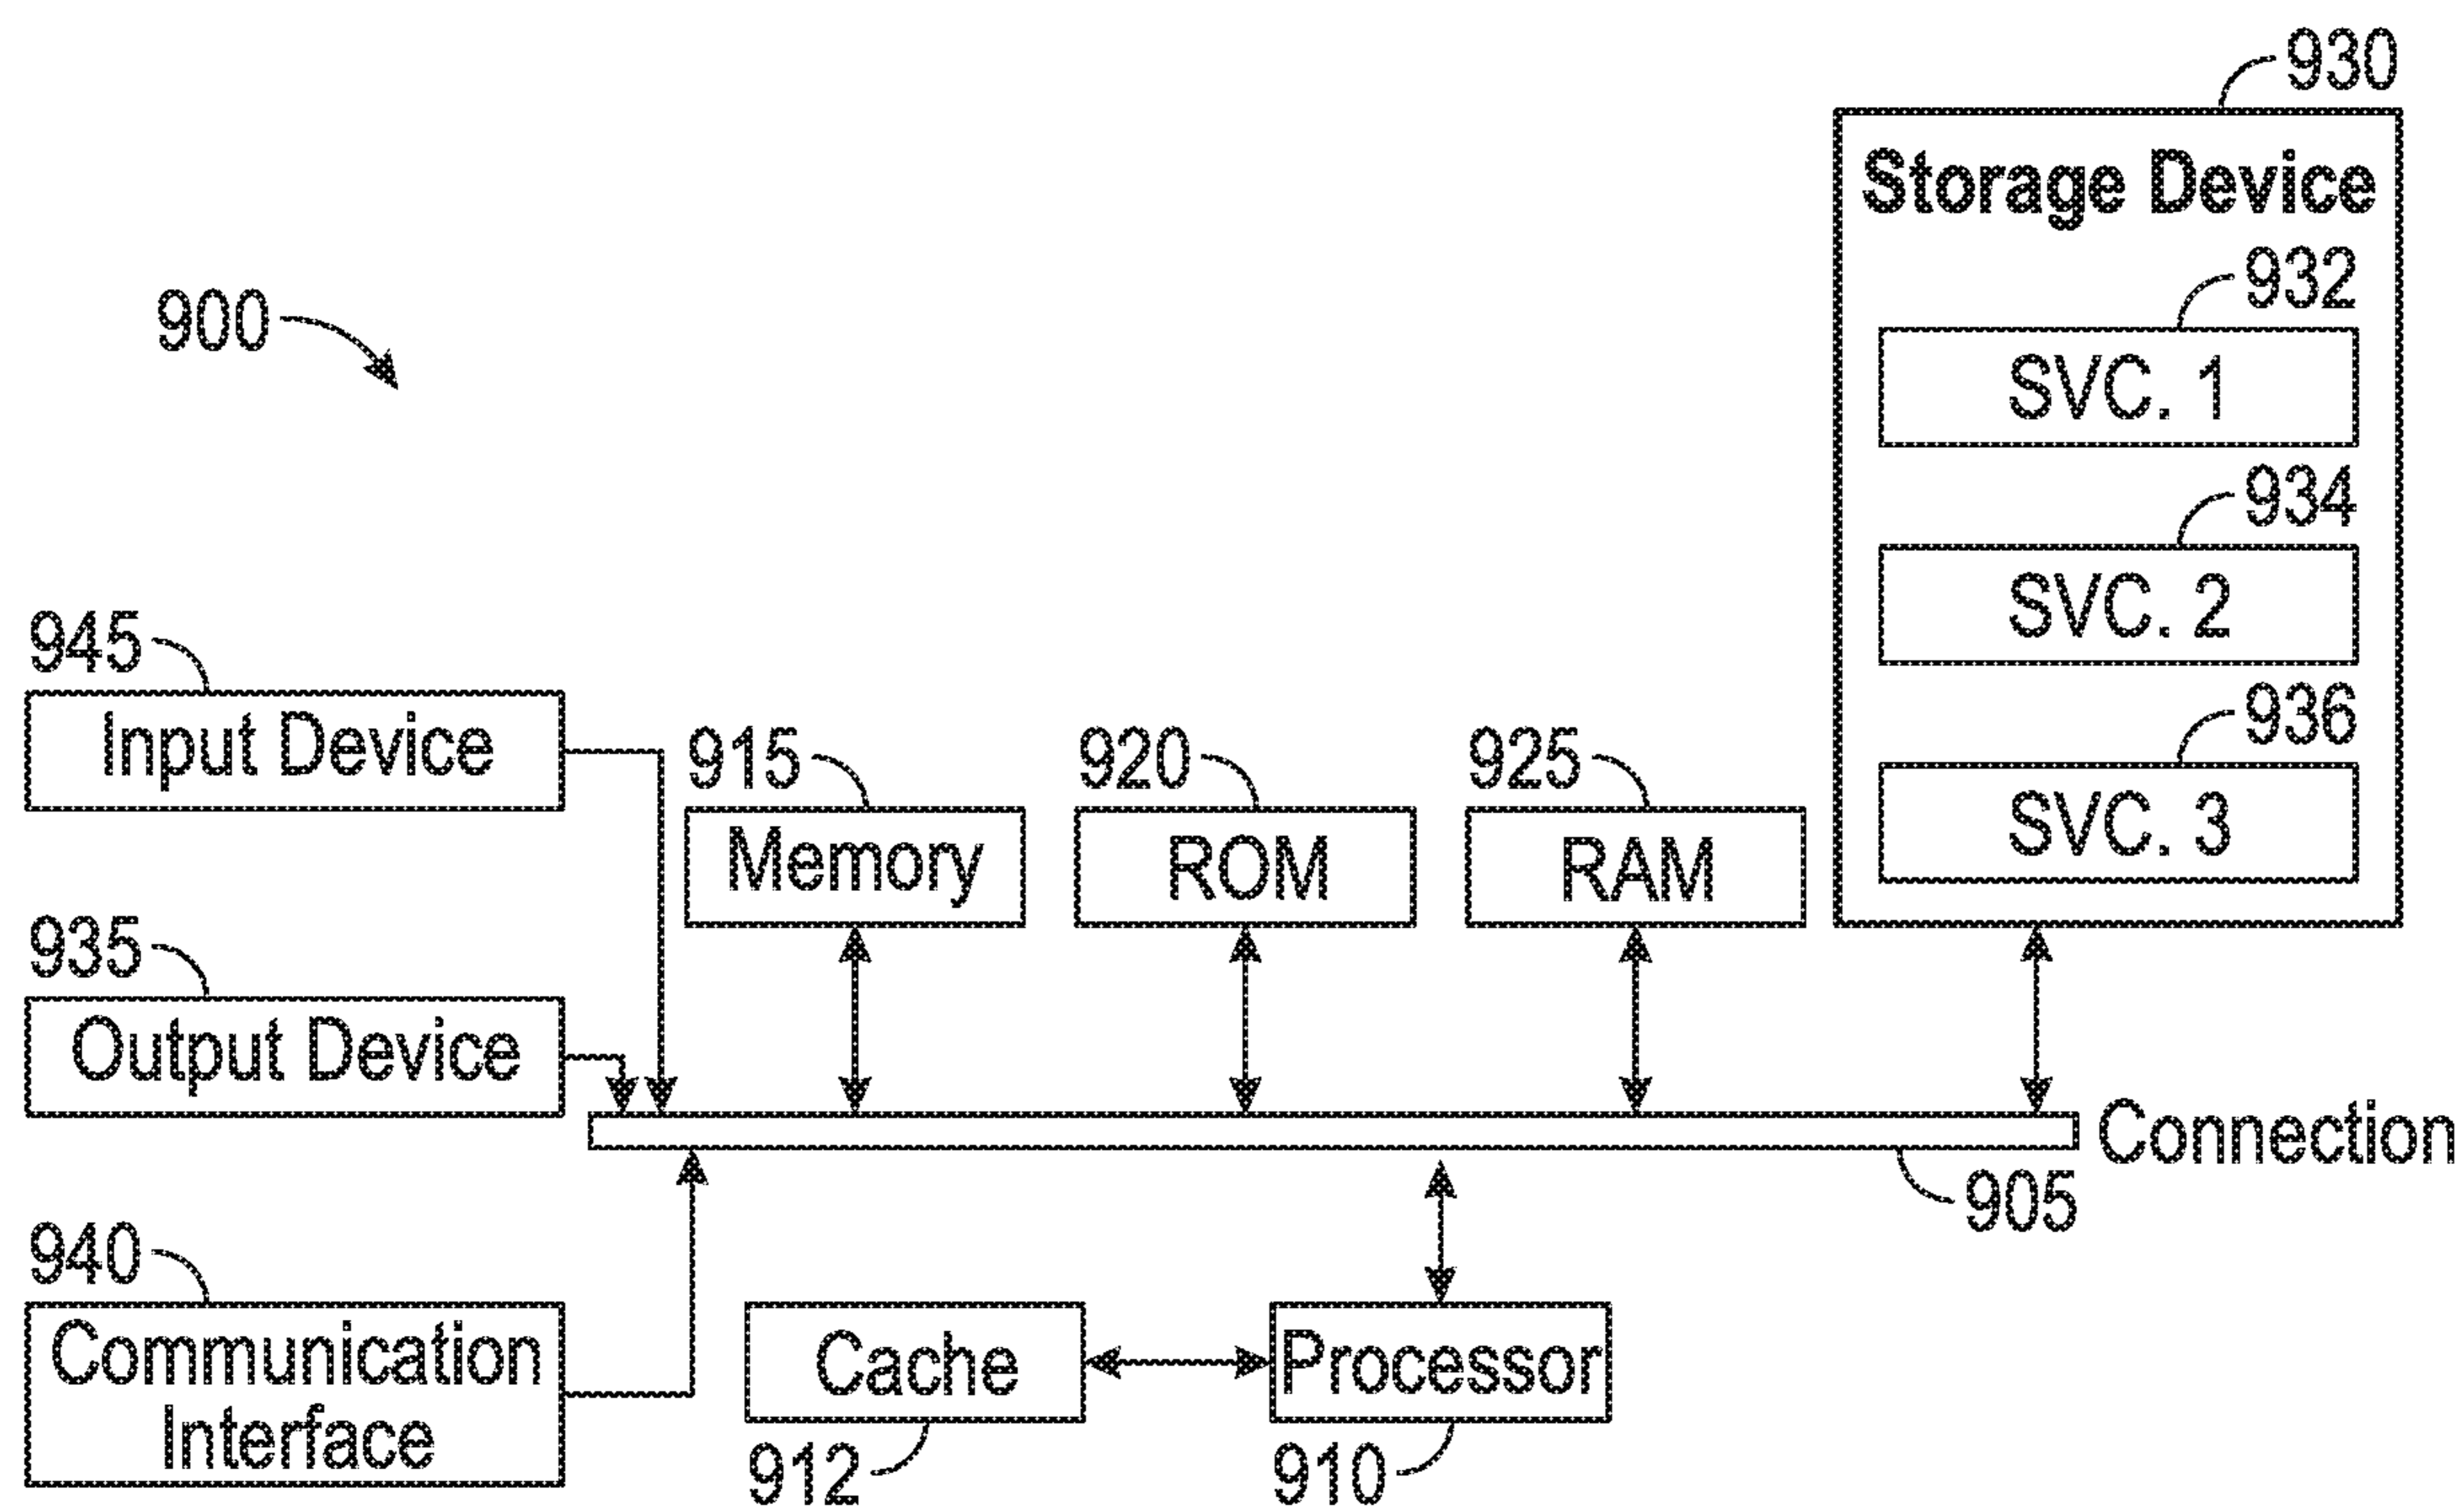 930
Storage Device
932
SVC. 1
934
SVC. 2
936
SVC. 3
900
945
Input Device
915
Memory
920
ROM
925
RAM
935
Output Device
Connection
905
940
Communication
Interface
Cache
912
Processor
910